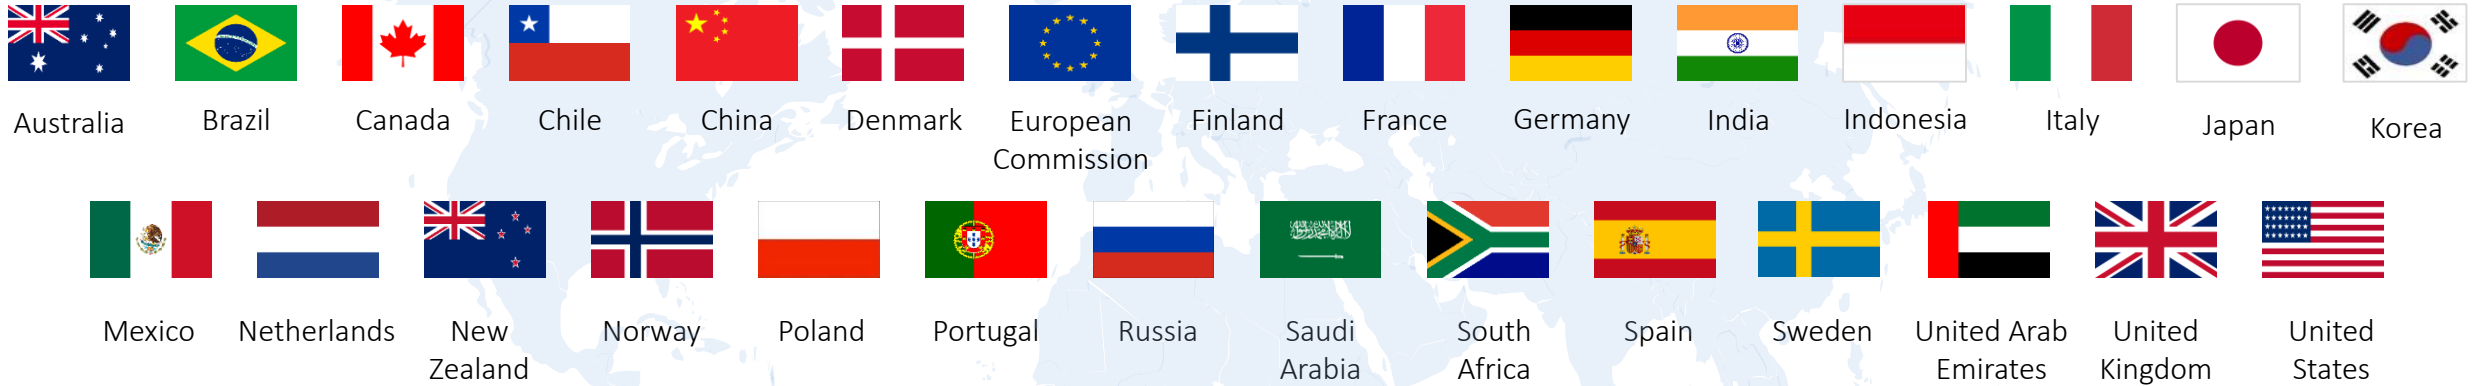 Australia
Brazil
Canada
Chile
China
Denmark
European
Commission
Finland
France
Germany
India
Indonesia
Italy
Japan
Korea
Mexico
Netherlands
New
Zealand
Norway
Poland
Portugal
Russia
Saudi
Arabia
South
Africa
Spain
Sweden
United Arab
Emirates
United
Kingdom
United
States